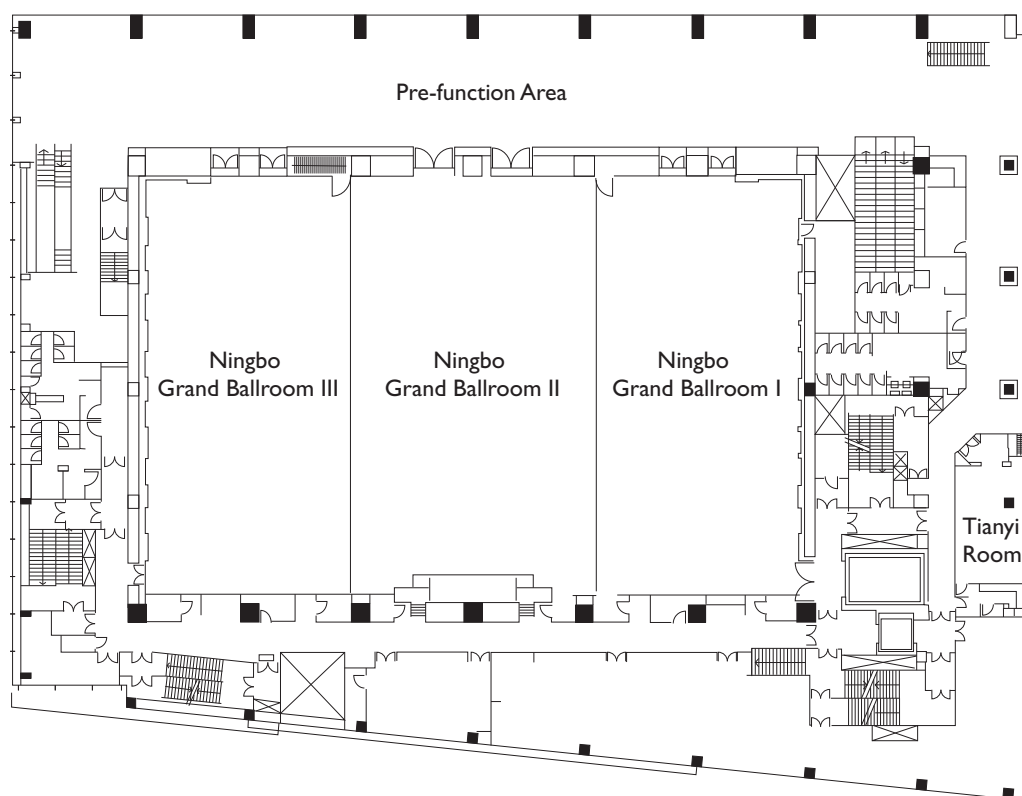 Pre-function Area
Ningbo
Grand Ballroom III
Ningbo
Grand Ballroom II
Ningbo
Grand Ballroom I
Tianyi
Room